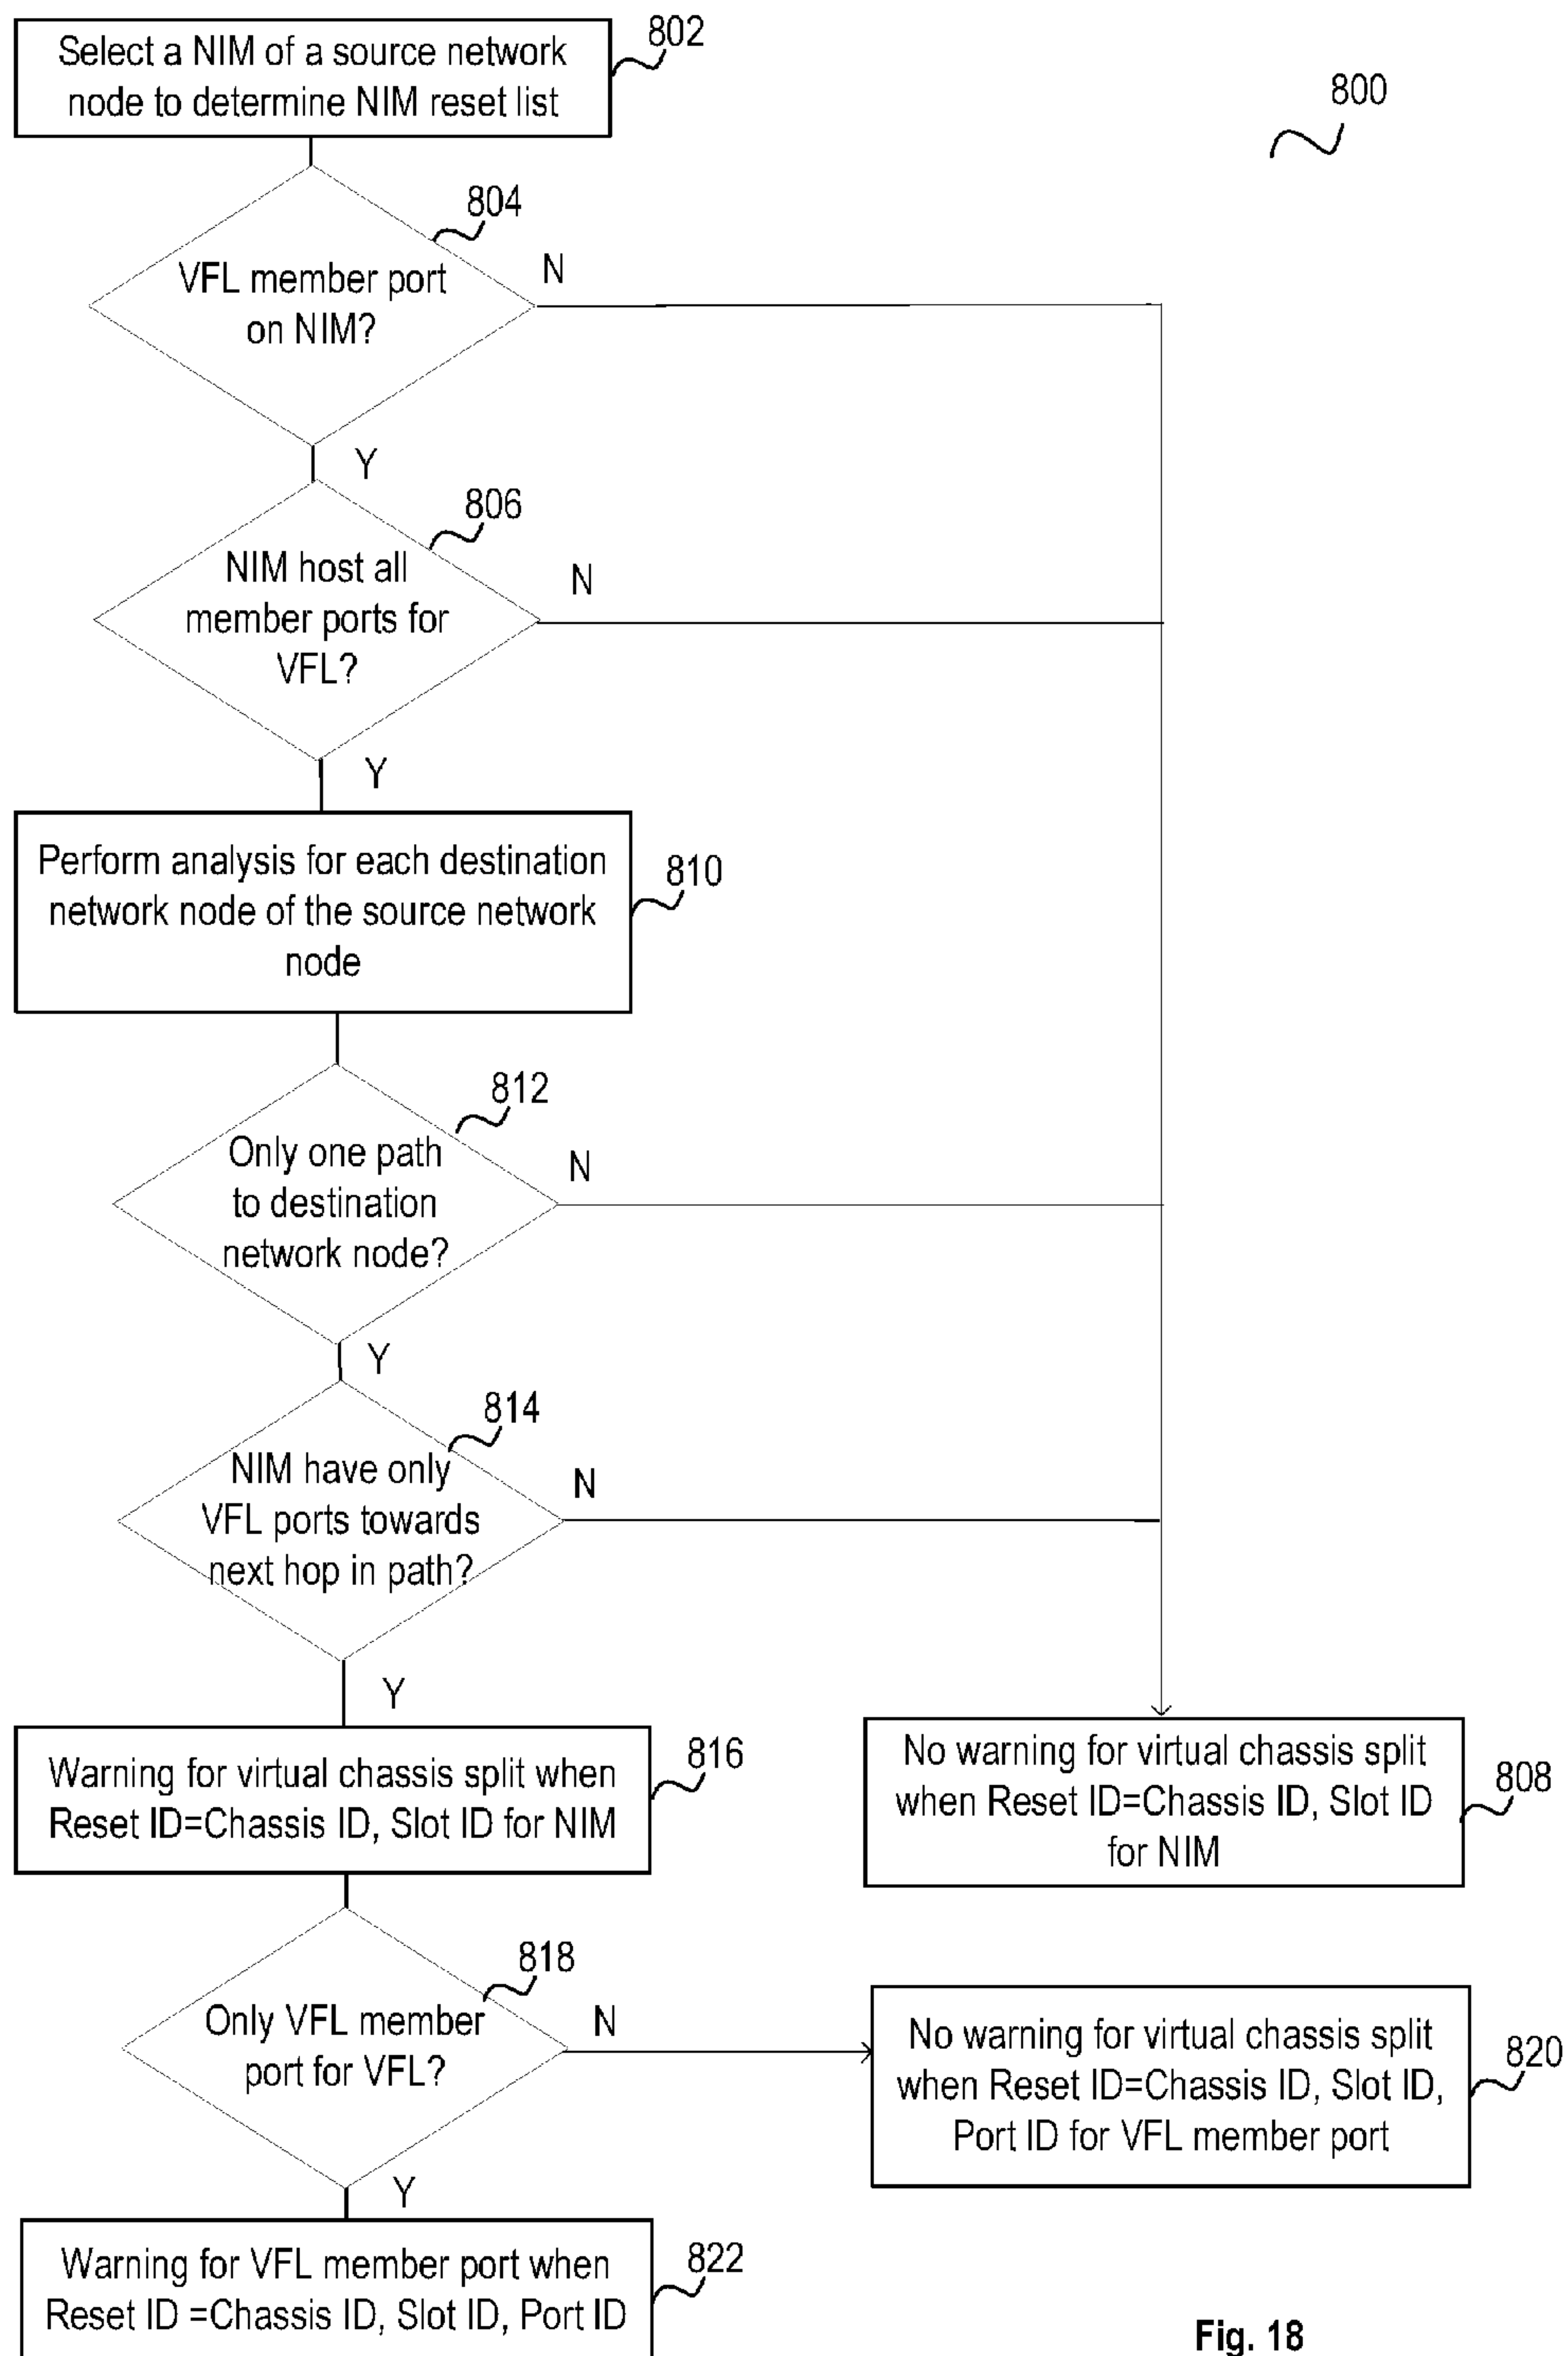 Select a NIM of a source network
node to determine NIM reset list
802
800
804
VFL member port
on NIM?
N
Y
806
NIM host all
member ports for
VFL?
N
Y
Perform analysis for each destination
network node of the source network
node
810
812
Only one path
to destination
network node?
N
Y
814
NIM have only
VFL ports towards
next hop in path?
N
Y
Warning for virtual chassis split when
Reset ID=Chassis ID, Slot ID for NIM
816
No warning for virtual chassis split
when Reset ID=Chassis ID, Slot ID
for NIM
808
818
Only VFL member
port for VFL?
N
No warning for virtual chassis split
when Reset ID=Chassis ID, Slot ID,
Port ID for VFL member port
820
Y
Warning for VFL member port when
Reset ID =Chassis ID, Slot ID, Port ID
822
Fig. 18